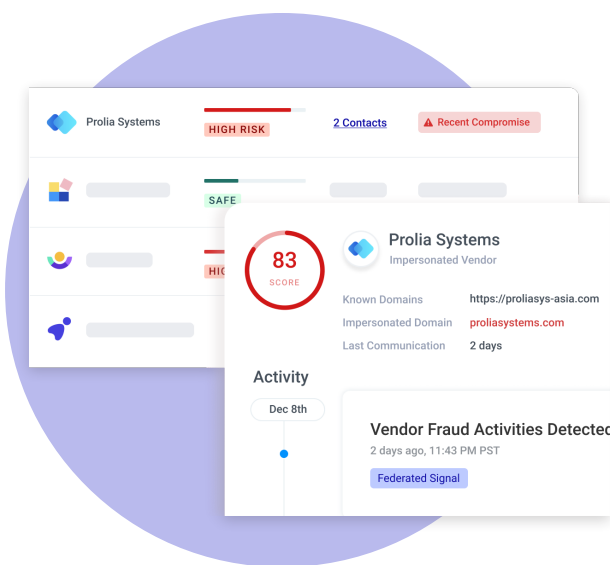 Prolia Systems
HIGH RISK
2 Contacts
Recent Compromise
SAFE
83
SCORE
Prolia Systems
Impersonated Vendor
Known Domains https://proliasys-asia.com
Impersonated Domain proliasystems.com
Last Communication 2 days
Activity
Dec 8th
Vendor Fraud Activities Detected
2 days ago, 11:43 PM PST
Federated Signal